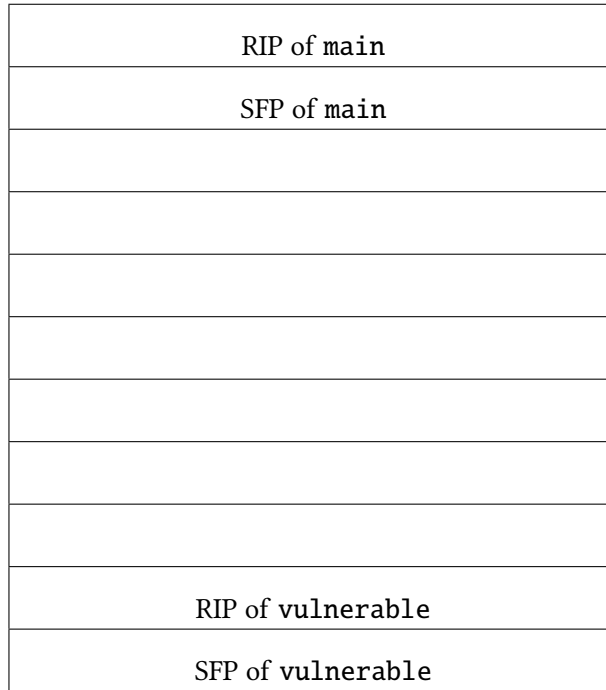 RIP of main
SFP of main
RIP of vulnerable
SFP of vulnerable